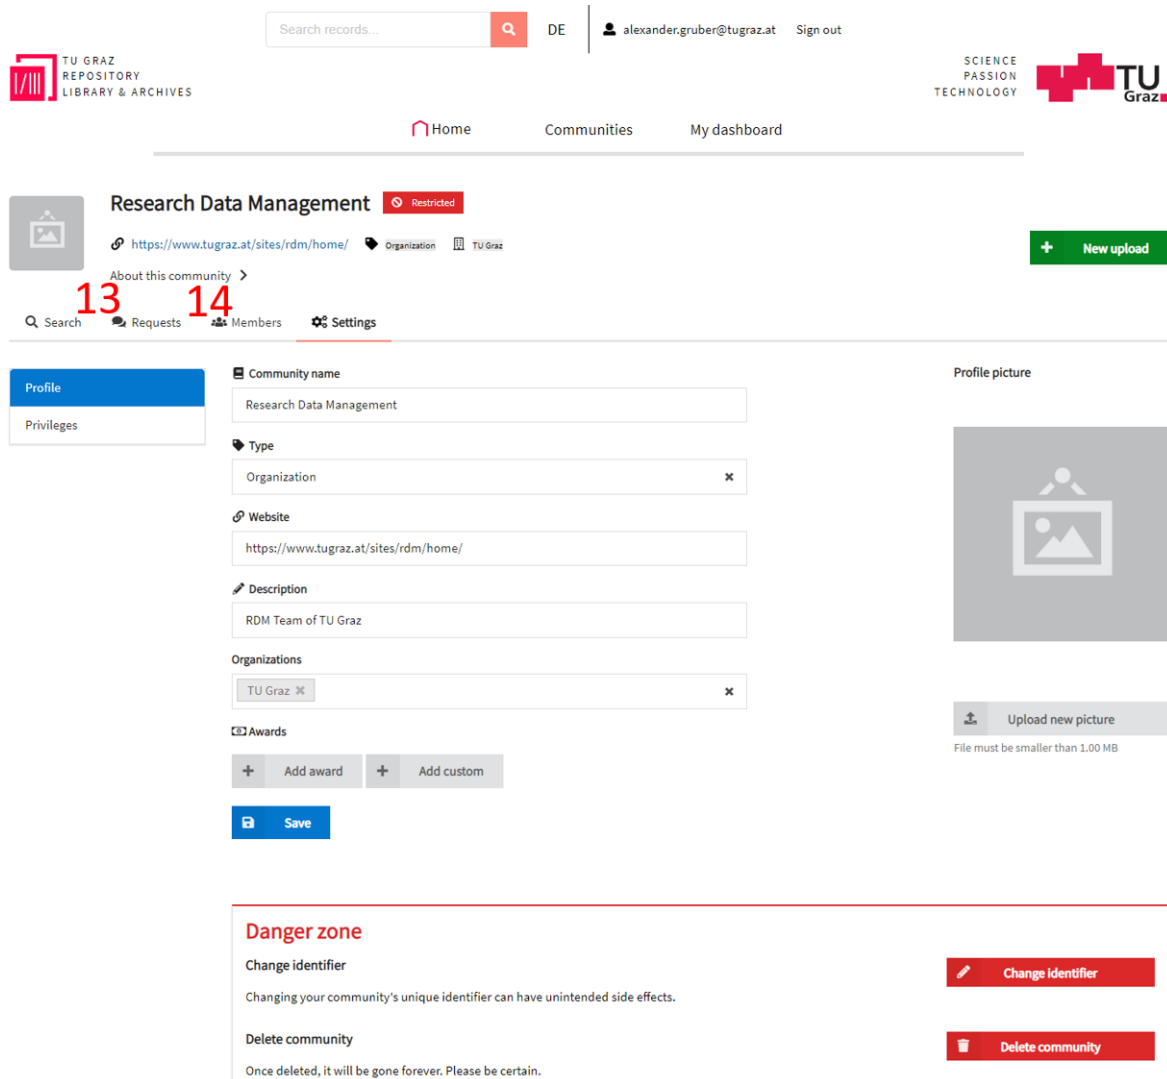 Search records...
DE
alexander.gruber@tugraz.at
Sign out
TU GRAZ
REPOSITORY
LIBRARY & ARCHIVES
SCIENCE
PASSION
TECHNOLOGY
TU
Graz
Home
Communities
My dashboard
Research Data Management
Restricted
https://www.tugraz.at/sites/rdm/home/
Organization
TU Graz
New upload
About this community
13
14
Search
Requests
Members
Settings
Profile
Privileges
Community name
Research Data Management
Type
Organization
Website
https://www.tugraz.at/sites/rdm/home/
Description
RDM Team of TU Graz
Organizations
TU Graz
Awards
Add award
Add custom
Save
Profile picture
Upload new picture
File must be smaller than 1.00 MB
Danger zone
Change identifier
Changing your community's unique identifier can have unintended side effects.
Change identifier
Delete community
Once deleted, it will be gone forever. Please be certain.
Delete community